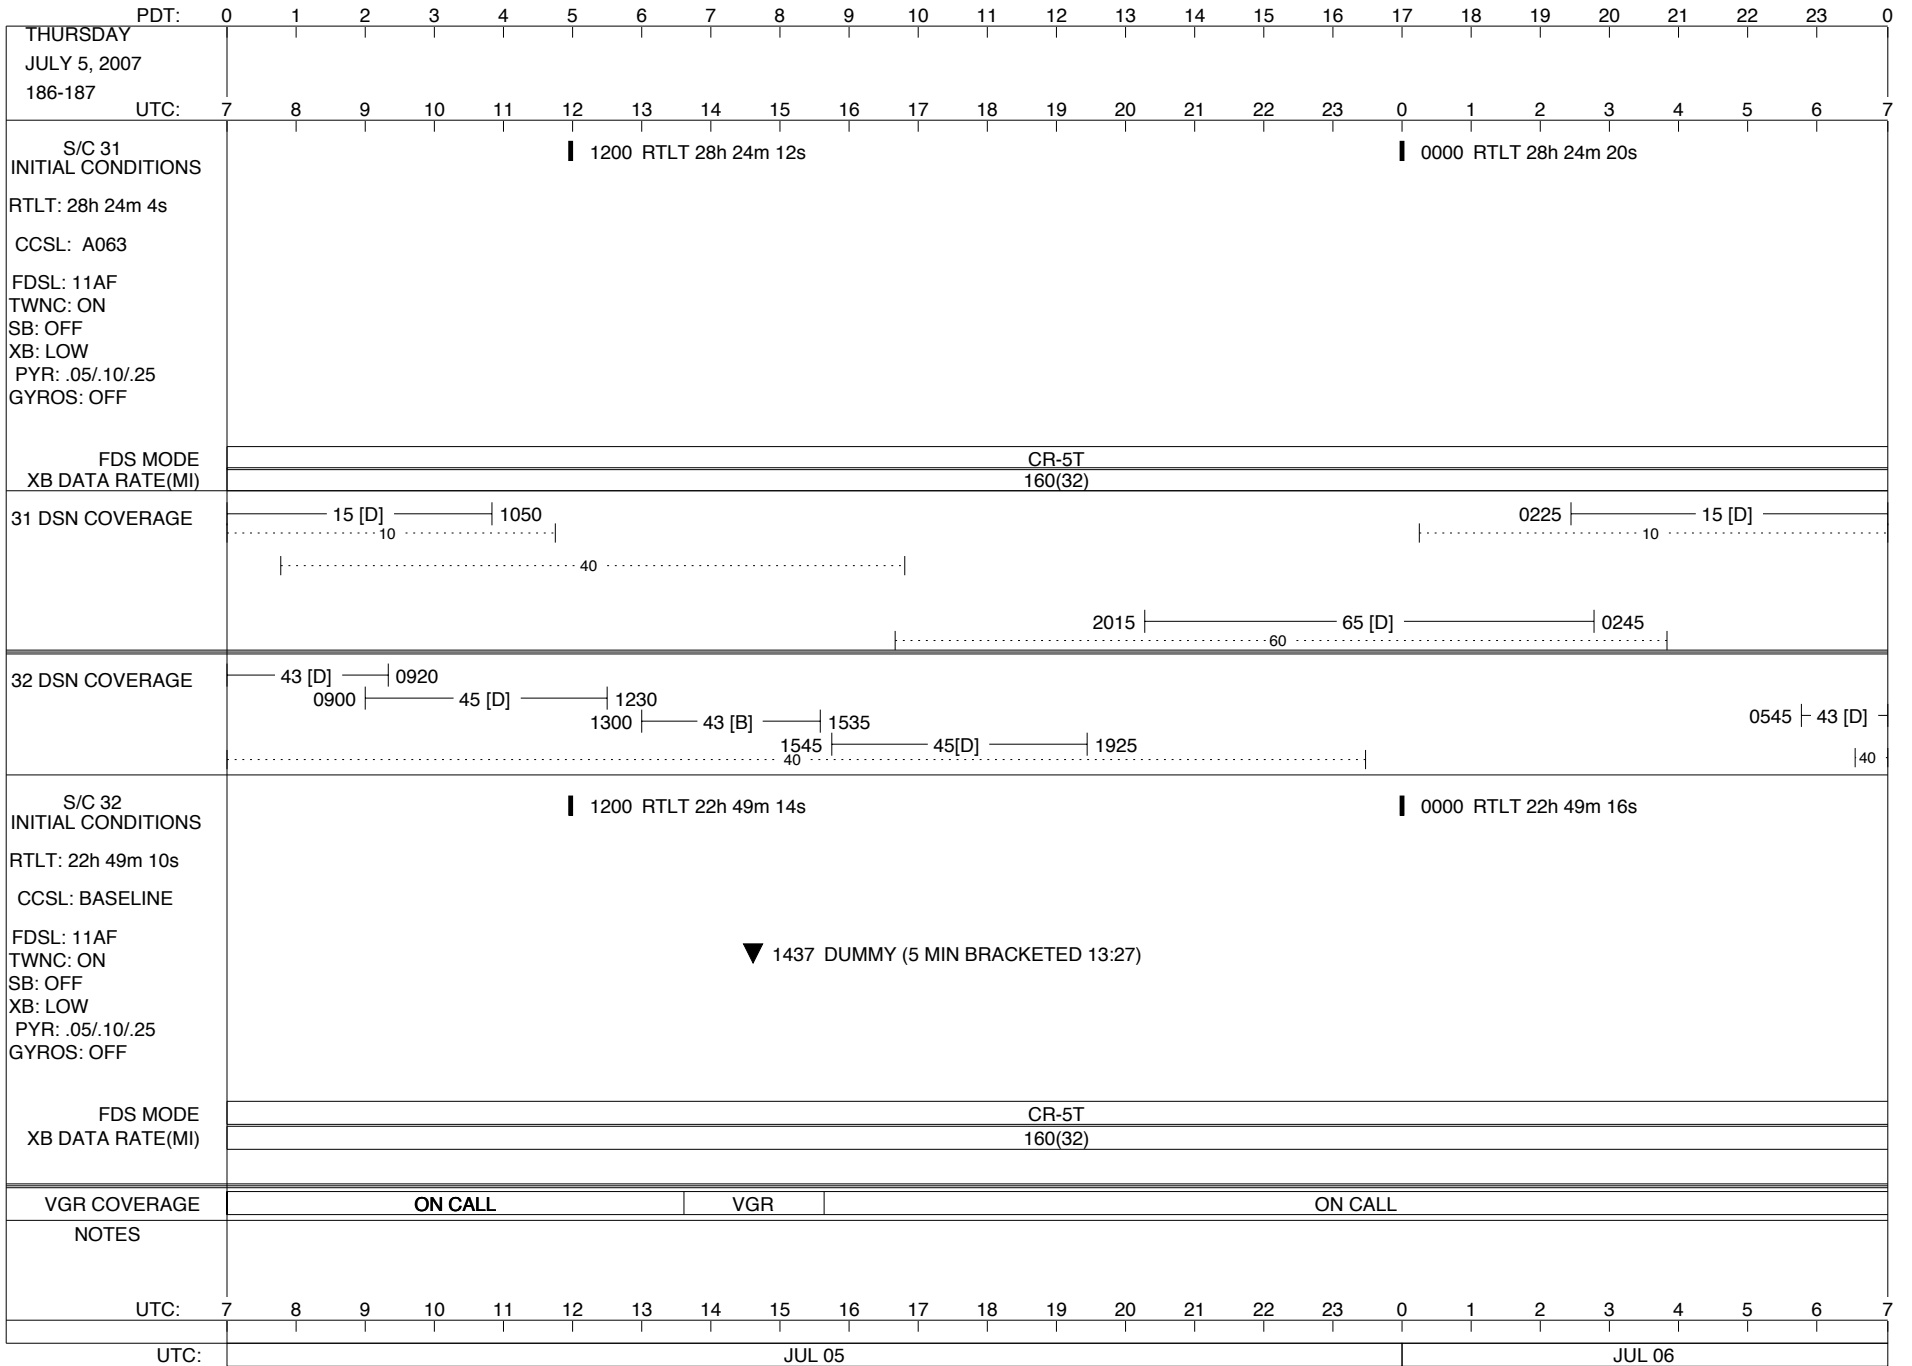 PDT: 0 1 2 3 4 5 6 7 8 9 10 11 12 13 14 15 16 17 18 19 20 21 22 23 0
THURSDAY
JULY 5, 2007
186-187
UTC: 7 8 9 10 11 12 13 14 15 16 17 18 19 20 21 22 23 0 1 2 3 4 5 6 7
S/C 31
INITIAL CONDITIONS
1200 RTLT 28h 24m 12s
0000 RTLT 28h 24m 20s
RTLT: 28h 24m 4s
CCSL: A063
FDSL: 11AF
TWNC: ON
SB: OFF
XB: LOW
PYR: .05/.10/.25
GYROS: OFF
FDS MODE CR-5T
XB DATA RATE(MI) 160(32)
31 DSN COVERAGE
15 [D] 1050 0225 15 [D]
10 10
40
2015 65 [D] 0245
60
32 DSN COVERAGE
43 [D] 0920
0900 45 [D] 1230
1300 43 [B] 1535 0545 43 [D]
1545 45[D] 1925
40 40
S/C 32
INITIAL CONDITIONS
1200 RTLT 22h 49m 14s
0000 RTLT 22h 49m 16s
RTLT: 22h 49m 10s
CCSL: BASELINE
FDSL: 11AF
TWNC: ON
1437 DUMMY (5 MIN BRACKETED 13:27)
SB: OFF
XB: LOW
PYR: .05/.10/.25
GYROS: OFF
FDS MODE CR-5T
XB DATA RATE(MI) 160(32)
VGR COVERAGE ON CALL VGR ON CALL
NOTES
UTC: 7 8 9 10 11 12 13 14 15 16 17 18 19 20 21 22 23 0 1 2 3 4 5 6 7
UTC: JUL 05 JUL 06